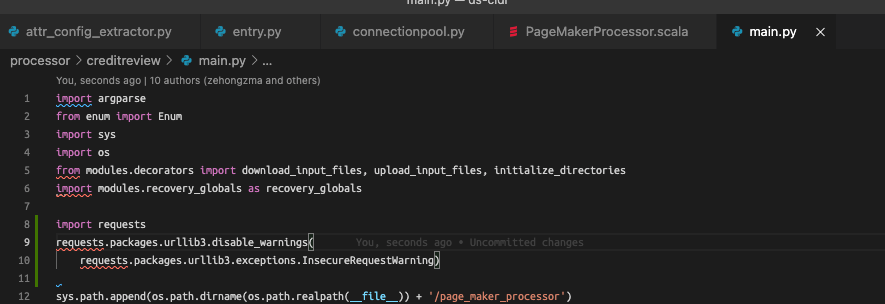 main.py — ds-cidr
attr_config_extractor.py entry.py connectionpool.py PageMakerProcessor.scala main.py ×
processor > creditreview > main.py > ...
You, seconds ago | 10 authors (zehongzma and others)
1 import argparse
2 from enum import Enum
3 import sys
4 import os
5 from modules.decorators import download_input_files, upload_input_files, initialize_directories
6 import modules.recovery_globals as recovery_globals
7
8 import requests
9 requests.packages.urllib3.disable_warnings( You, seconds ago • Uncommitted changes
10 requests.packages.urllib3.exceptions.InsecureRequestWarning)
11
12 sys.path.append(os.path.dirname(os.path.realpath(__file__)) + '/page_maker_processor')